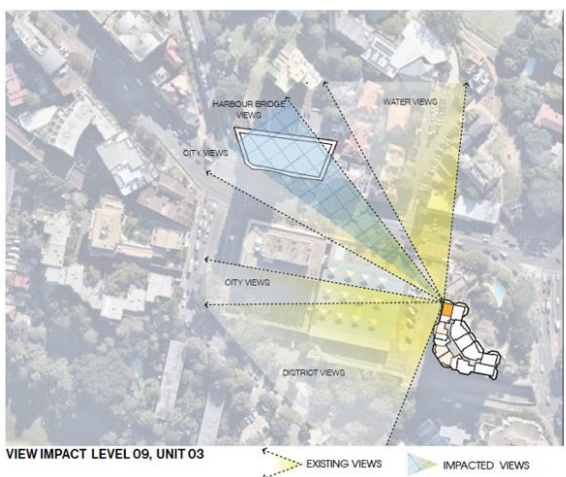 HARBOUR BRIDGE
VIEWS
WATER VIEWS
CITY VIEWS
CITY VIEWS
DISTRICT VIEWS
VIEW IMPACT LEVEL 09, UNIT 03
EXISTING VIEWS
IMPACTED VIEWS